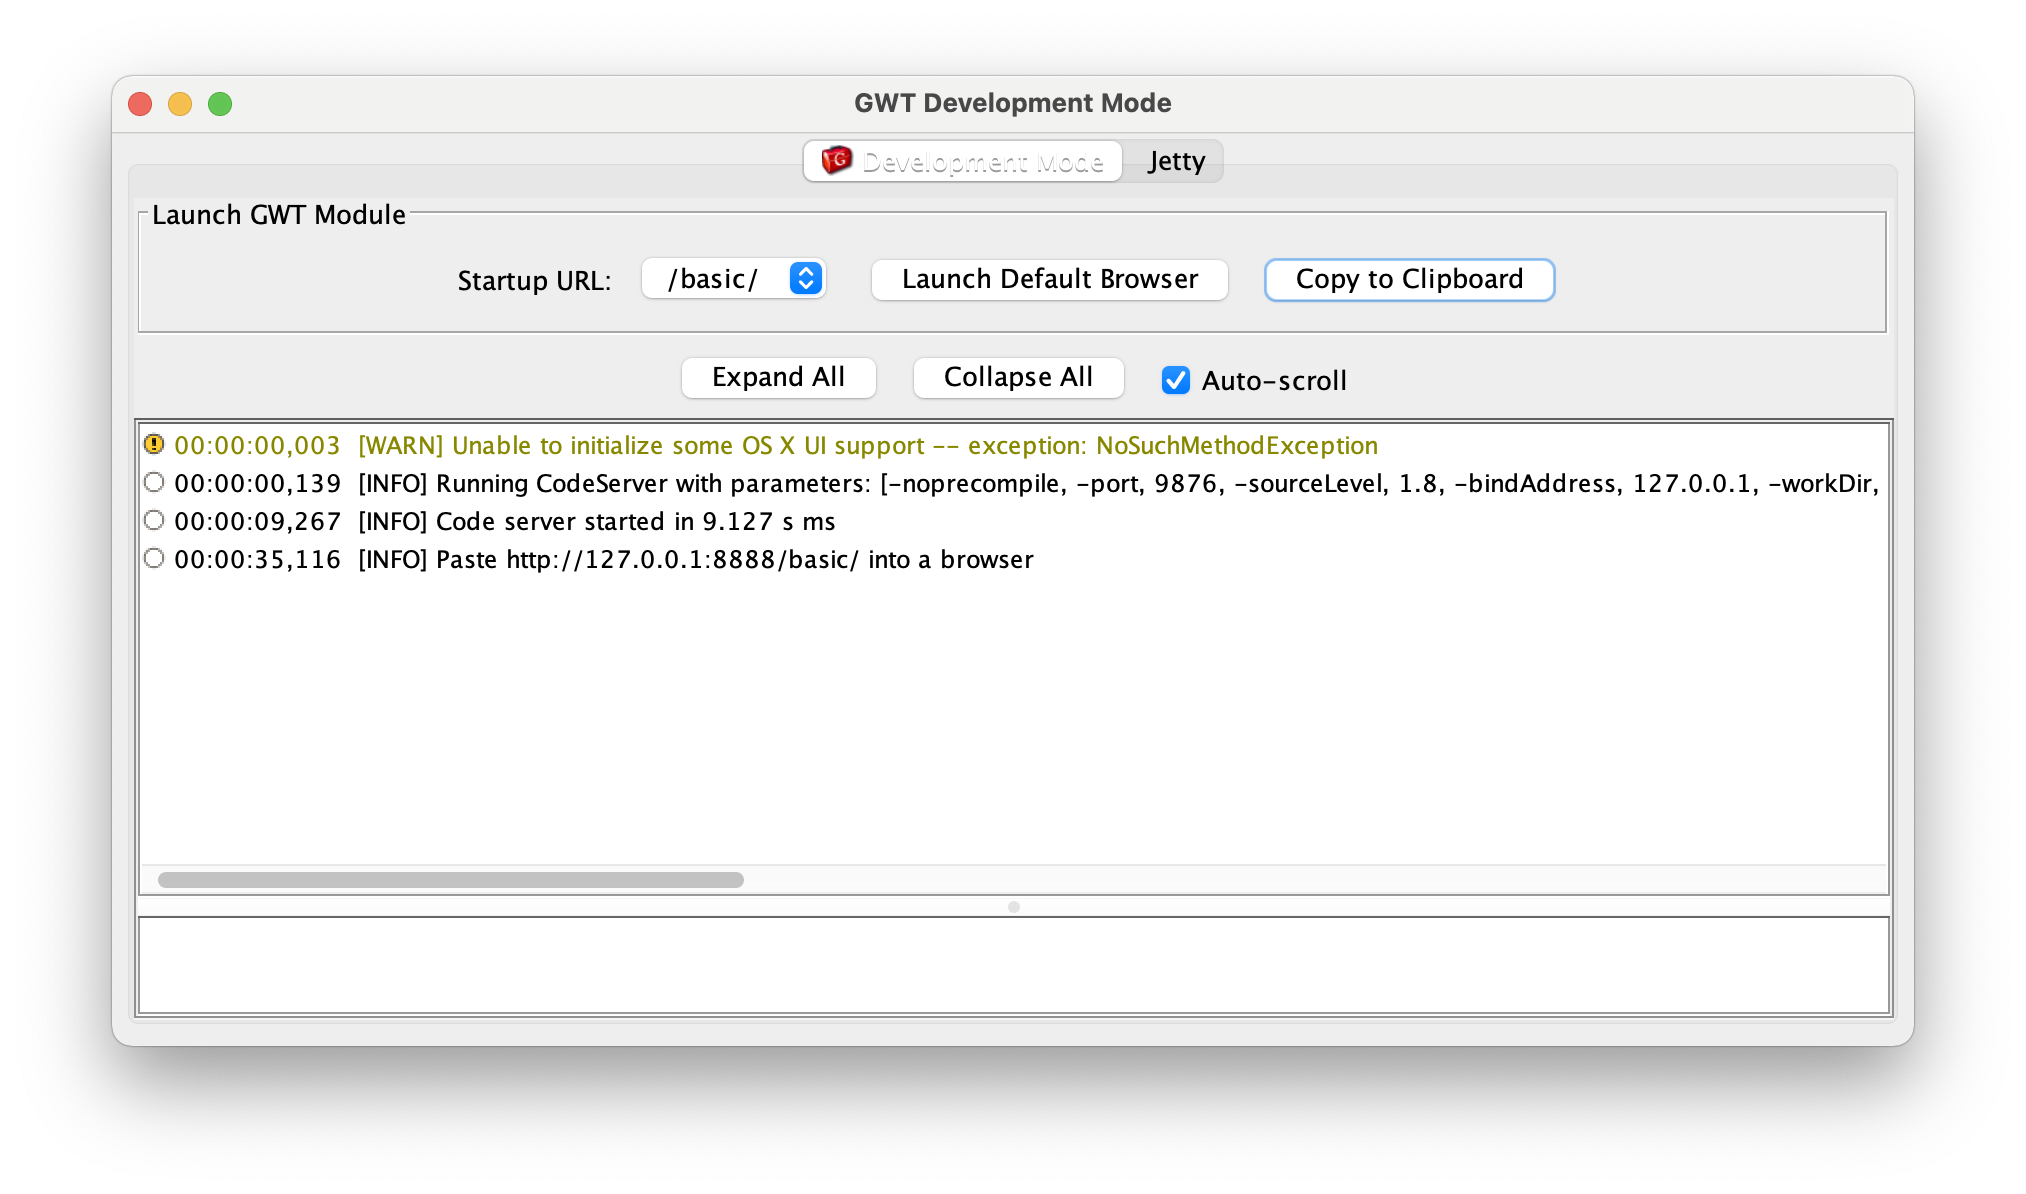 GWT Development Mode
Development Mode Jetty
Launch GWT Module
Startup URL: /basic/ Launch Default Browser Copy to Clipboard
Expand All Collapse All Auto-scroll
00:00:00,003 [WARN] Unable to initialize some OS X UI support -- exception: NoSuchMethodException
00:00:00,139 [INFO] Running CodeServer with parameters: [-noprecompile, -port, 9876, -sourceLevel, 1.8, -bindAddress, 127.0.0.1, -workDir,
00:00:09,267 [INFO] Code server started in 9.127 s ms
00:00:35,116 [INFO] Paste http://127.0.0.1:8888/basic/ into a browser